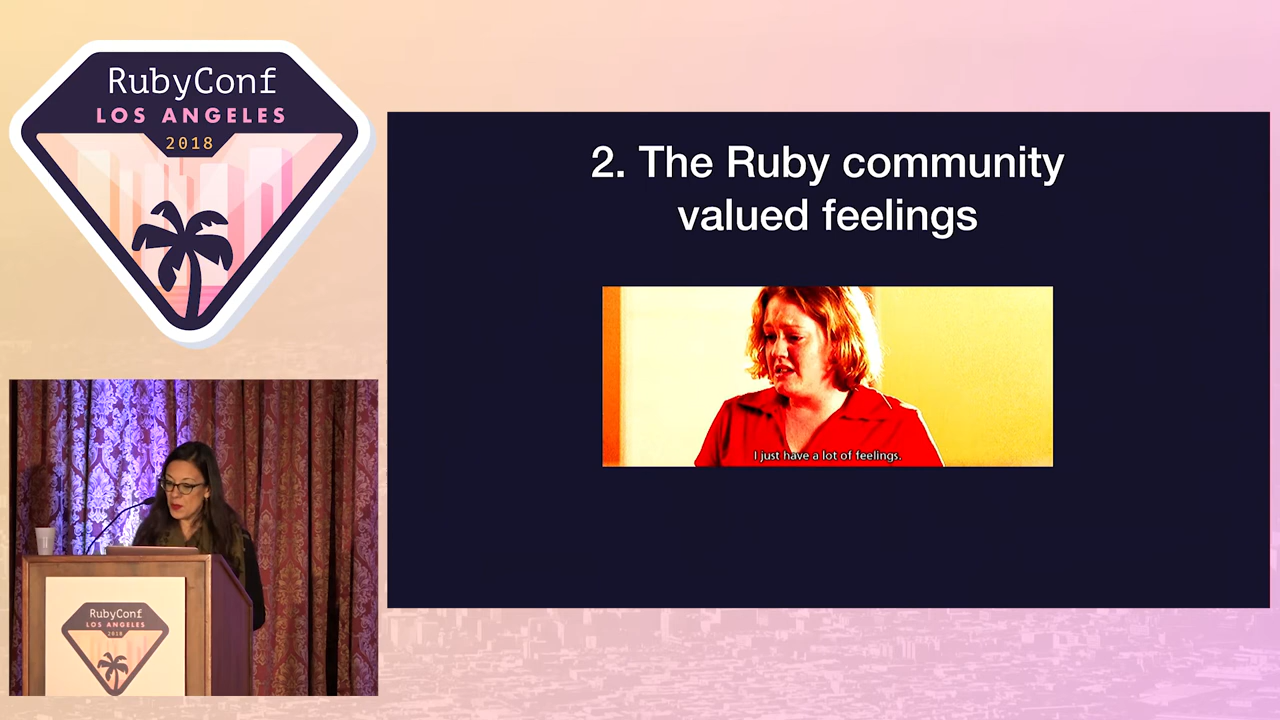 RubyConf
LOS ANGELES
2018
2. The Ruby community
valued feelings
I just have a lot of feelings.
RubyConf
LOS ANGELES
2018